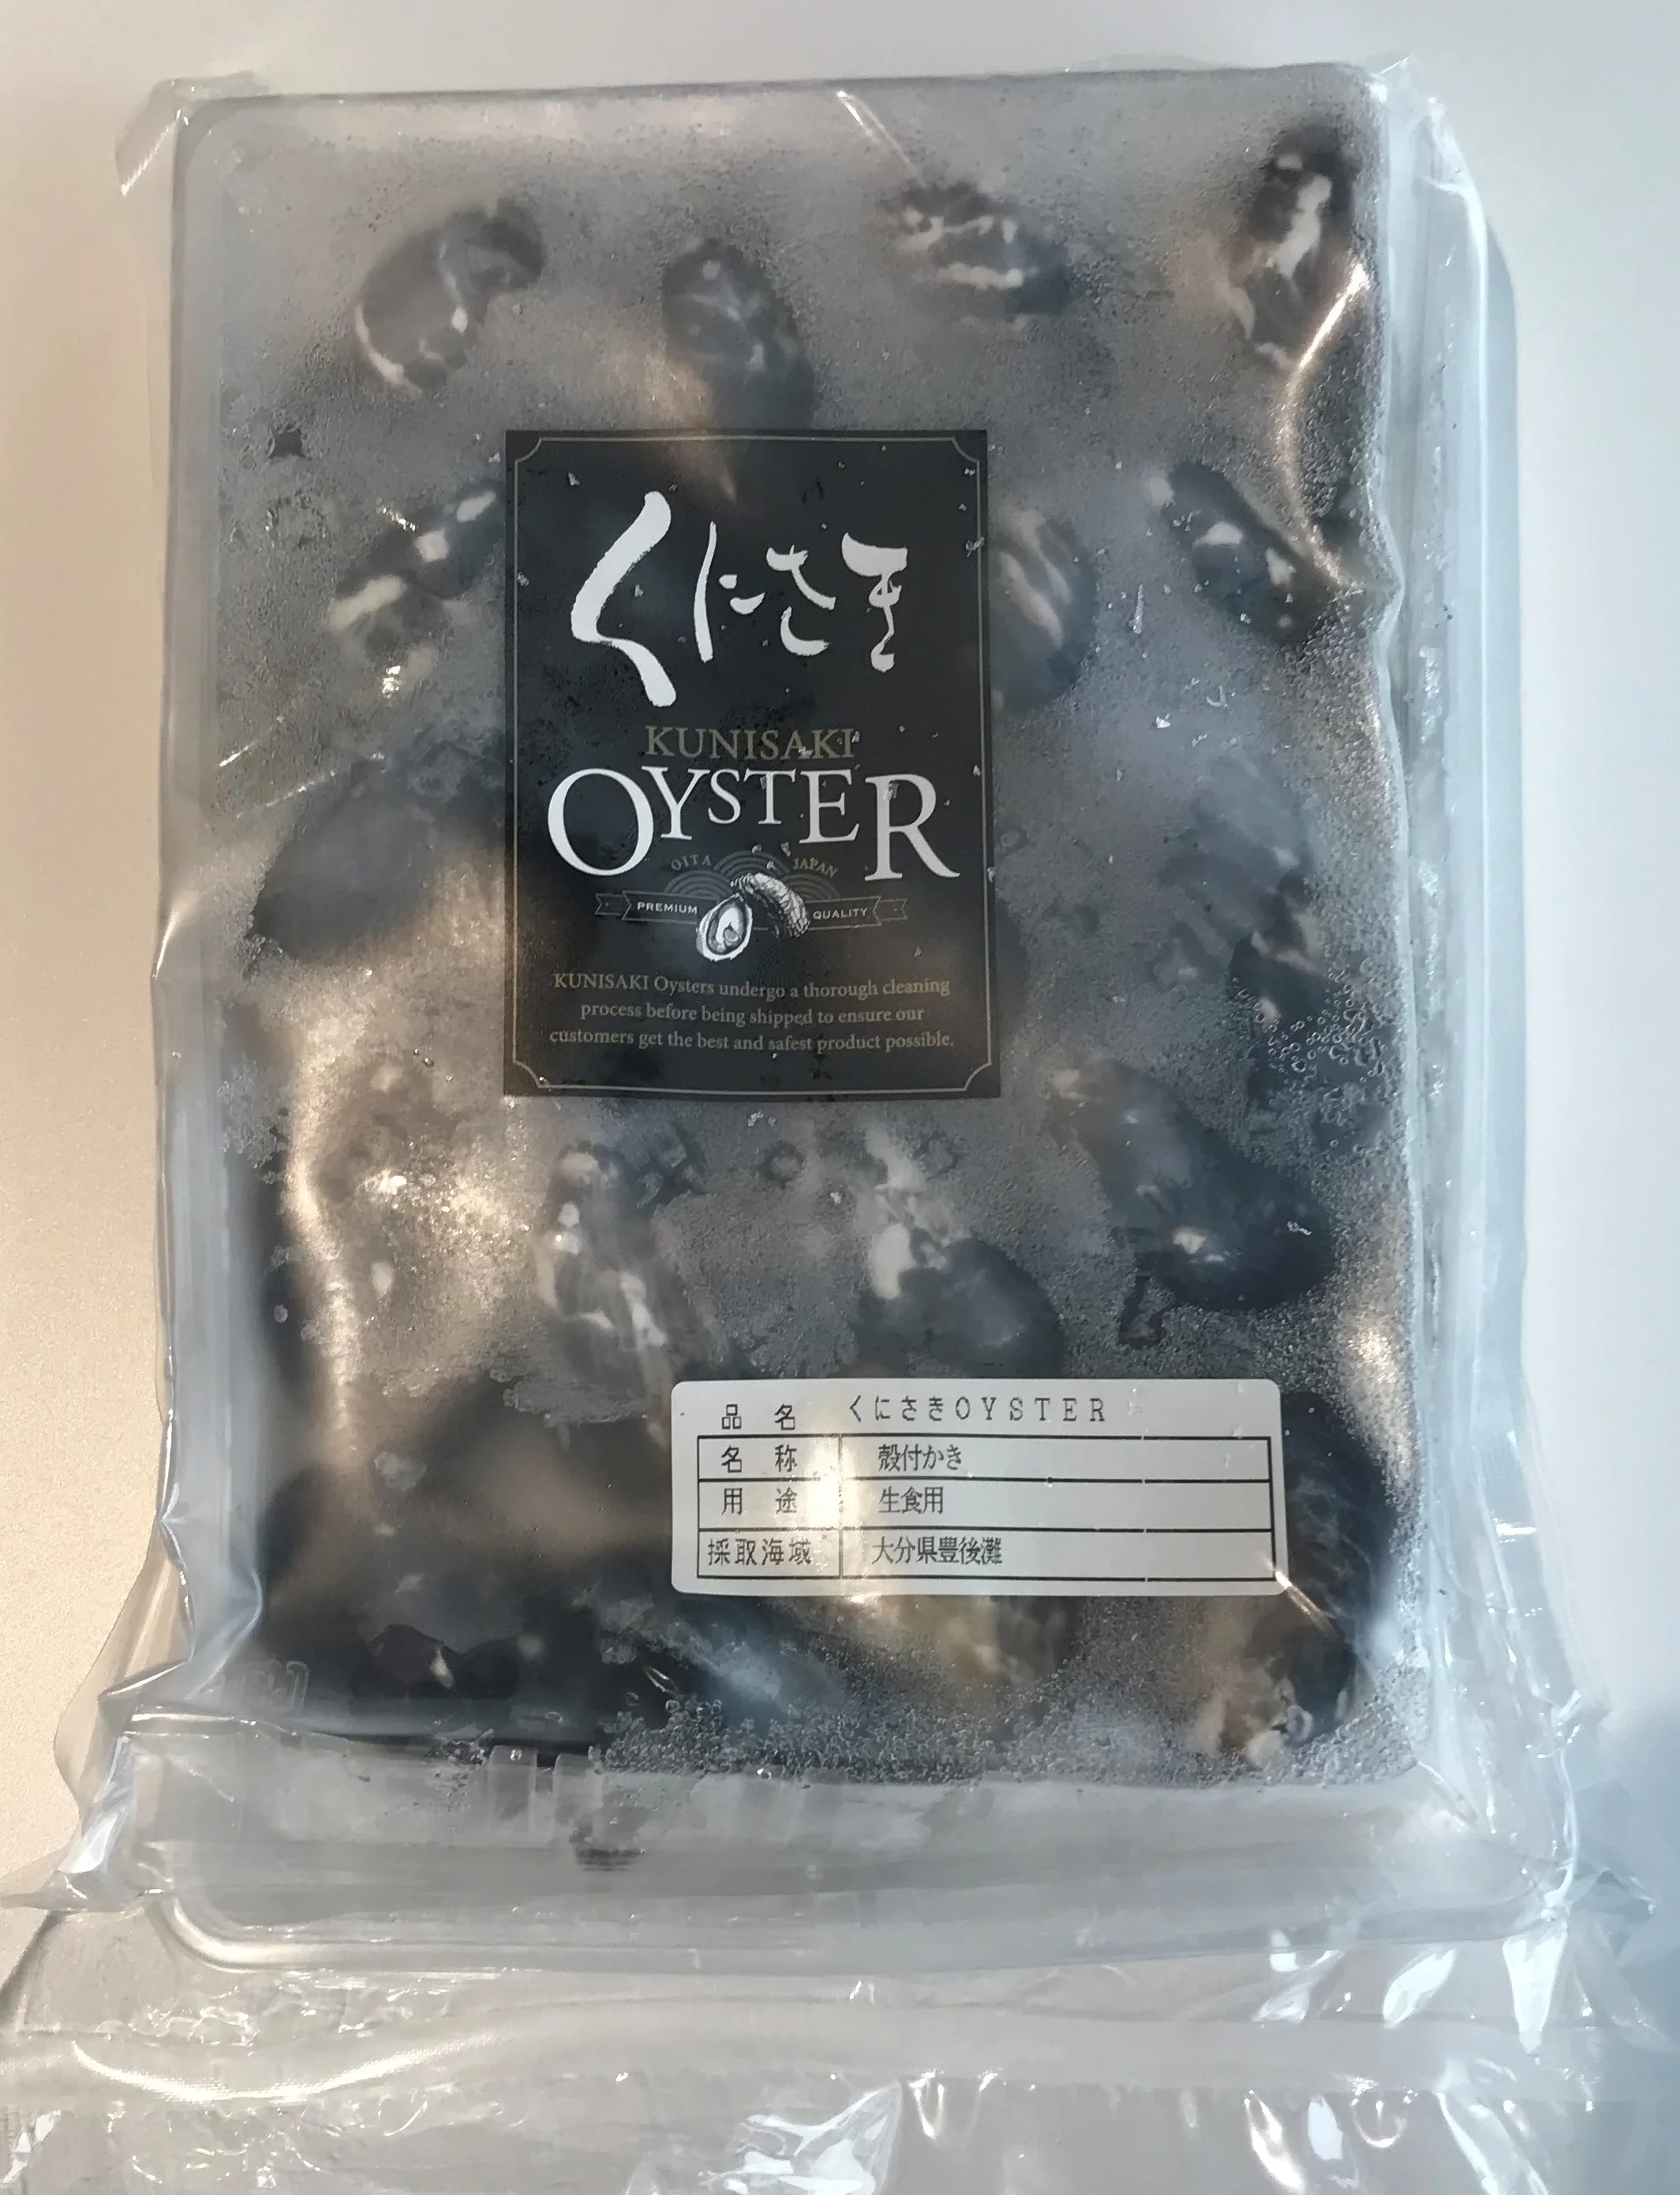 くにさき
KUNISAKI
OYSTER
OITA JAPAN
PREMIUM QUALITY
KUNISAKI Oysters undergo a thorough cleaning
process before being shipped to ensure our
customers get the best and safest product possible.
品名 くにさきOYSTER
名称 殻付かき
用途 生食用
採取海域 大分県豊後灘